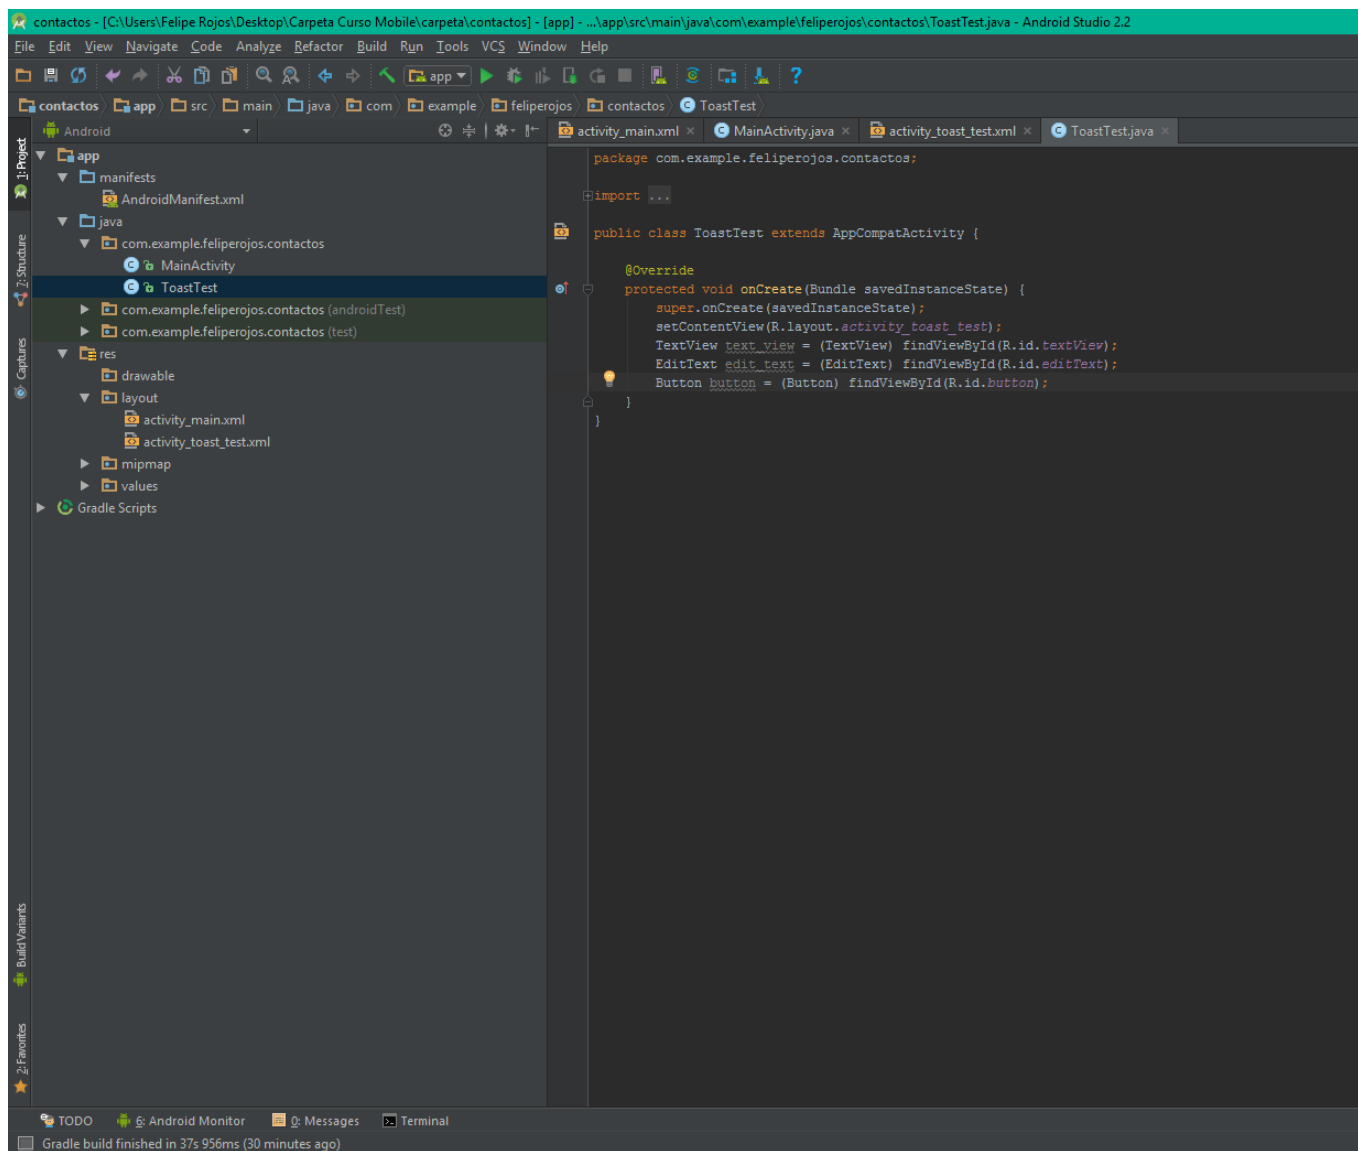 contactos - [C:\Users\Felipe Rojos\Desktop\Carpeta Curso Mobile\carpeta\contactos] - [app] - ...\app\src\main\java\com\example\feliperojos\contactos\ToastTest.java - Android Studio 2.2
File Edit View Navigate Code Analyze Refactor Build Run Tools VCS Window Help
app
contactos app src main java com example feliperojos contactos ToastTest
Android
activity_main.xml MainActivity.java activity_toast_test.xml ToastTest.java
1: Project
7: Structure
Captures
Build Variants
2: Favorites
app
manifests
AndroidManifest.xml
java
com.example.feliperojos.contactos
MainActivity
ToastTest
com.example.feliperojos.contactos (androidTest)
com.example.feliperojos.contactos (test)
res
drawable
layout
activity_main.xml
activity_toast_test.xml
mipmap
values
Gradle Scripts
package com.example.feliperojos.contactos;
import ...
public class ToastTest extends AppCompatActivity {
@Override
protected void onCreate(Bundle savedInstanceState) {
super.onCreate(savedInstanceState);
setContentView(R.layout.activity_toast_test);
TextView text_view = (TextView) findViewById(R.id.textView);
EditText edit_text = (EditText) findViewById(R.id.editText);
Button button = (Button) findViewById(R.id.button);
}
}
TODO 6: Android Monitor 0: Messages Terminal
Gradle build finished in 37s 956ms (30 minutes ago)